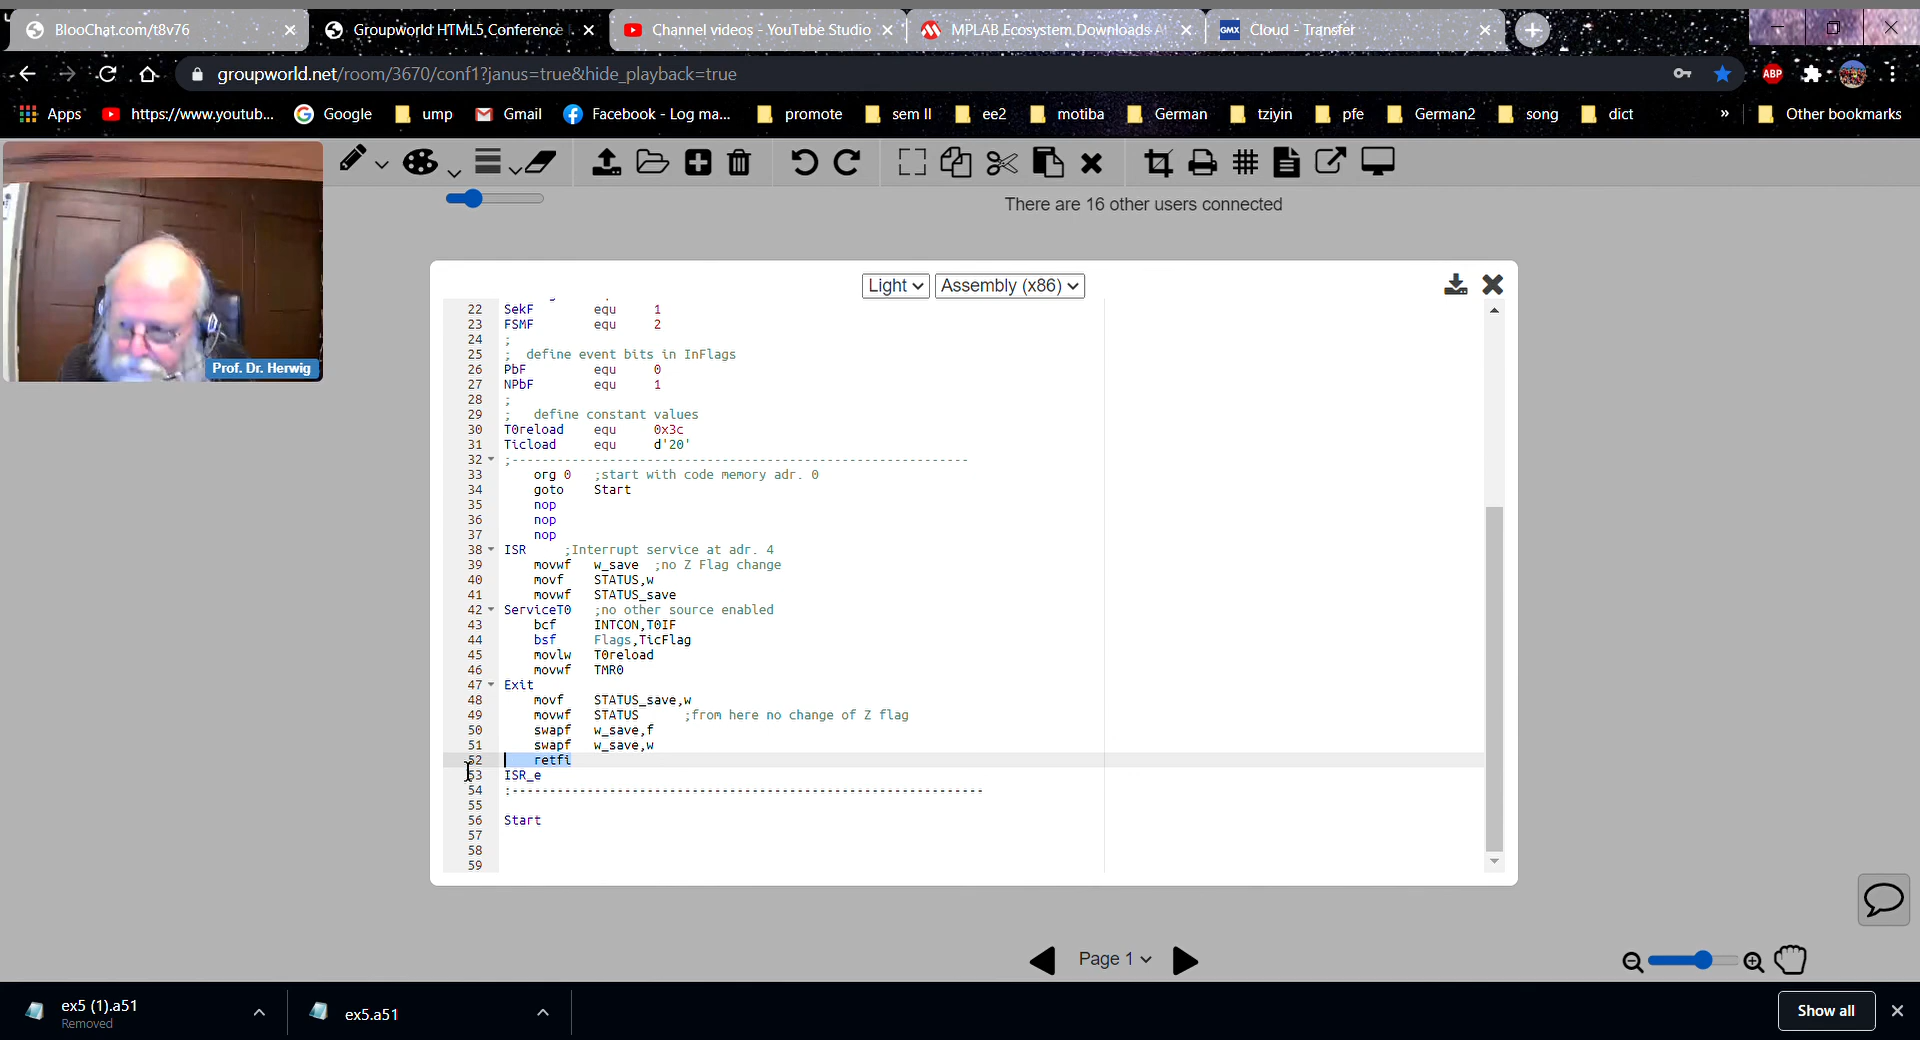 BlooChat.com/t8v76
Groupworld HTML5 Conference
Channel videos - YouTube Studio
MPLAB Ecosystem Downloads A
GMX Cloud - Transfer
groupworld.net/room/3670/conf1?janus=true&hide_playback=true
ABP
Apps
https://www.youtub...
Google
ump
Gmail
Facebook - Log ma...
promote
sem II
ee2
motiba
German
tziyin
pfe
German2
song
dict
»
Other bookmarks
There are 16 other users connected
Prof. Dr. Herwig
Light
Assembly (x86)
22 SekF equ 1
23 FSMF equ 2
24 ;
25 ; define event bits in InFlags
26 PbF equ 0
27 NPbF equ 1
28 ;
29 ; define constant values
30 T0reload equ 0x3c
31 Ticload equ d'20'
32 ;-------------------------------------------------------------
33 org 0 ;start with code memory adr. 0
34 goto Start
35 nop
36 nop
37 nop
38 ISR ;Interrupt service at adr. 4
39 movwf w_save ;no Z Flag change
40 movf STATUS,w
41 movwf STATUS_save
42 ServiceT0 ;no other source enabled
43 bcf INTCON,T0IF
44 bsf Flags,TicFlag
45 movlw T0reload
46 movwf TMR0
47 Exit
48 movf STATUS_save,w
49 movwf STATUS ;from here no change of Z flag
50 swapf w_save,f
51 swapf w_save,w
52 retfi
53 ISR_e
54 ;---------------------------------------------------------------
55
56 Start
57
58
59
Page 1
ex5 (1).a51
Removed
ex5.a51
Show all